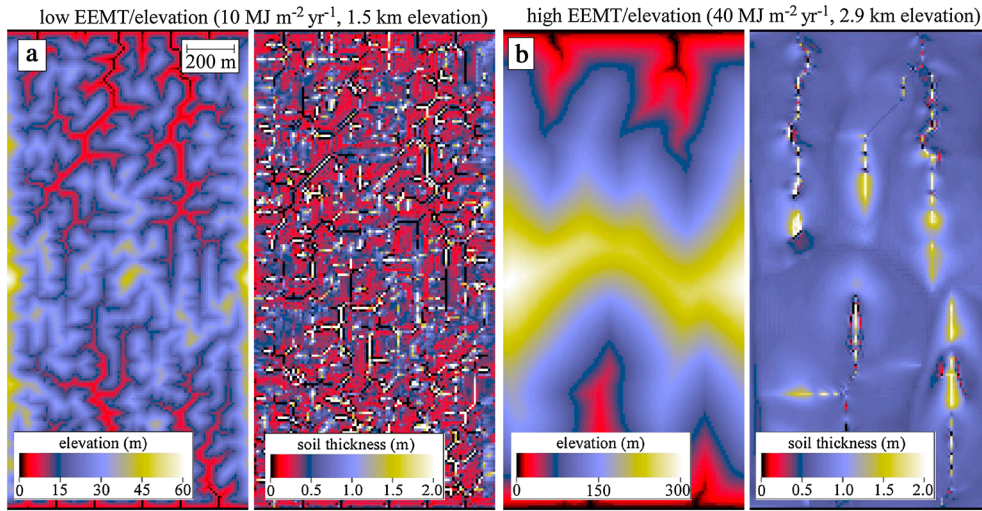 low EEMT/elevation (10 MJ m⁻² yr⁻¹, 1.5 km elevation)
high EEMT/elevation (40 MJ m⁻² yr⁻¹, 2.9 km elevation)
a
200 m
b
elevation (m)
0 15 30 45 60
soil thickness (m)
0 0.5 1.0 1.5 2.0
elevation (m)
0 150 300
soil thickness (m)
0 0.5 1.0 1.5 2.0